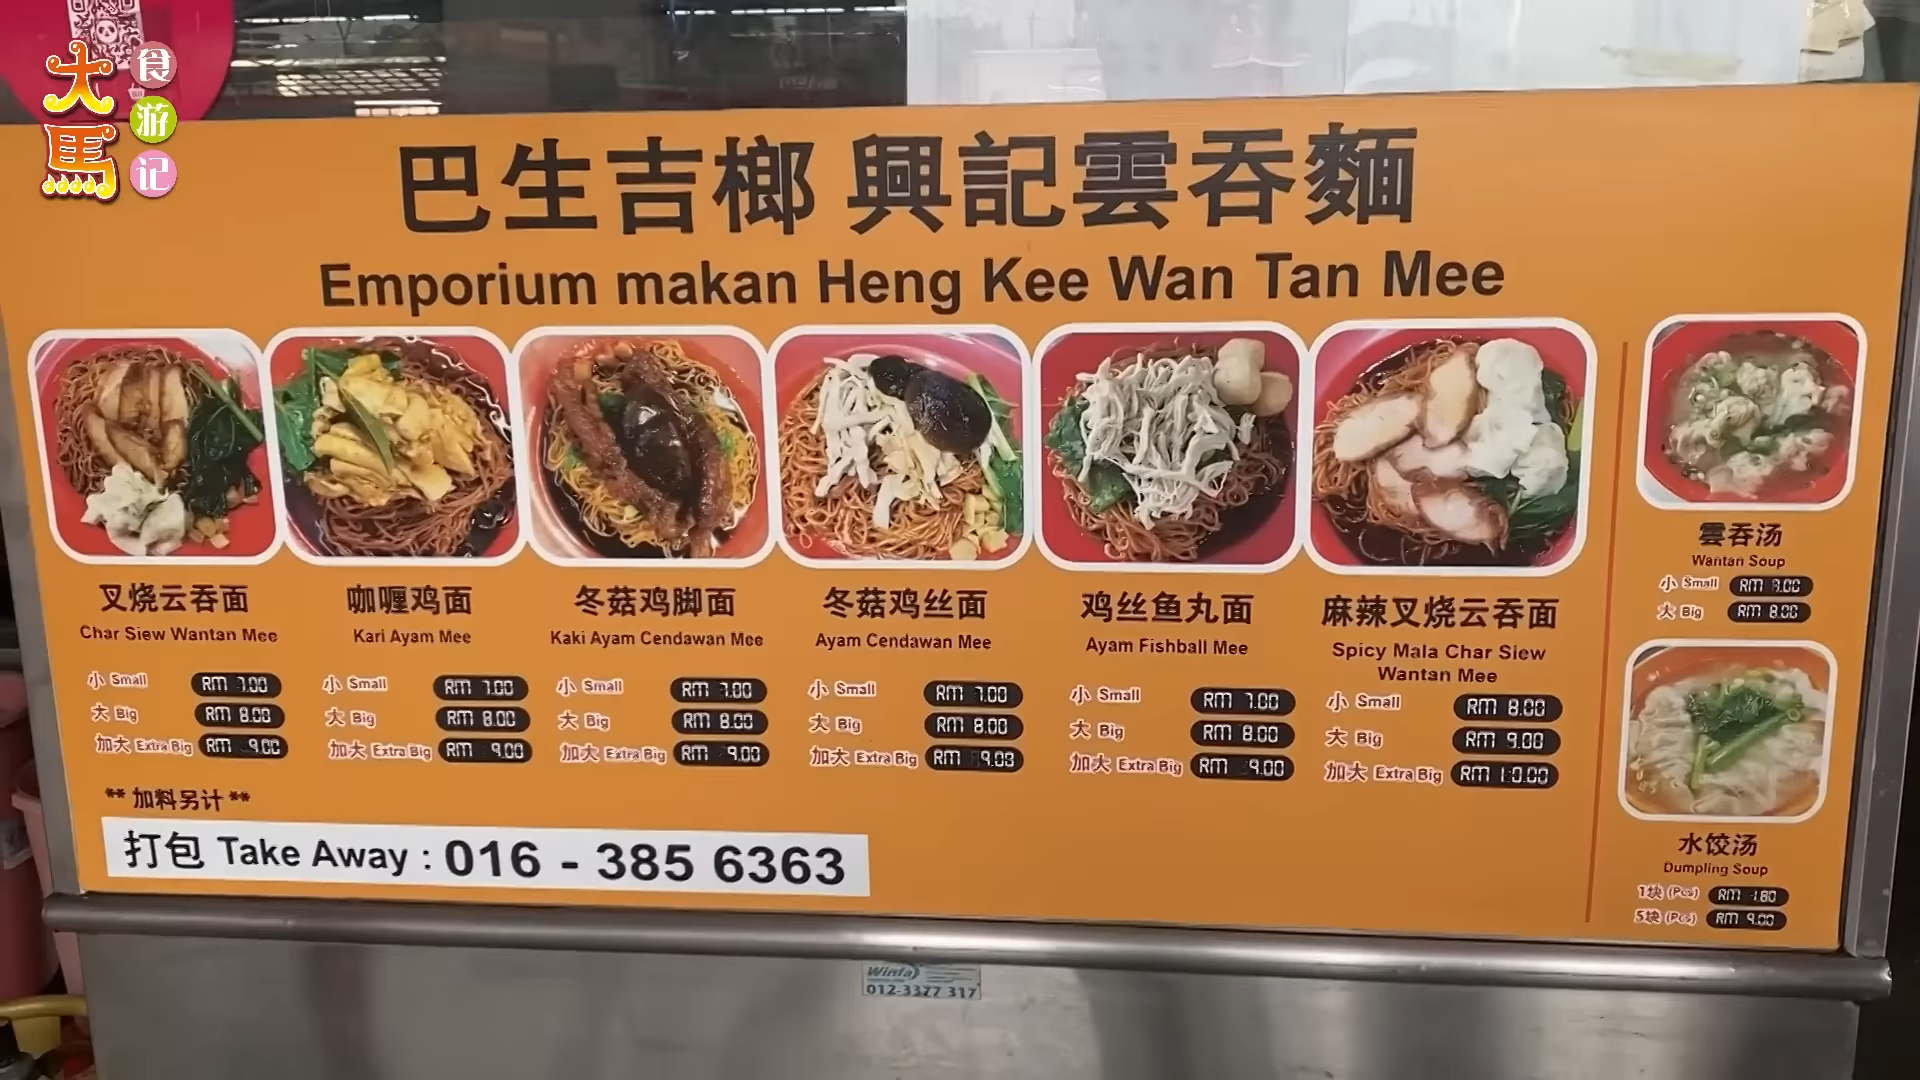 大馬
食游记
巴生吉榔 興記雲吞麵
Emporium makan Heng Kee Wan Tan Mee
叉烧云吞面
Char Siew Wantan Mee
小 Small RM 7.00
大 Big RM 8.00
加大 Extra Big RM 9.00
咖喱鸡面
Kari Ayam Mee
小 Small RM 7.00
大 Big RM 8.00
加大 Extra Big RM 9.00
冬菇鸡脚面
Kaki Ayam Cendawan Mee
小 Small RM 7.00
大 Big RM 8.00
加大 Extra Big RM 9.00
冬菇鸡丝面
Ayam Cendawan Mee
小 Small RM 7.00
大 Big RM 8.00
加大 Extra Big RM
鸡丝鱼丸面
Ayam Fishball Mee
小 Small RM 7.00
大 Big RM 8.00
加大 Extra Big RM 9.00
麻辣叉烧云吞面
Spicy Mala Char Siew
Wantan Mee
小 Small RM 8.00
大 Big RM 9.00
加大 Extra Big RM 10.00
雲吞汤
Wantan Soup
小 Small RM
大 Big RM 8.00
水饺汤
Dumpling Soup
1块 (Pcs) RM 1.80
5块 (Pcs) RM 9.00
** 加料另计 **
打包 Take Away : 016 - 385 6363
Winfa
012-3377 317